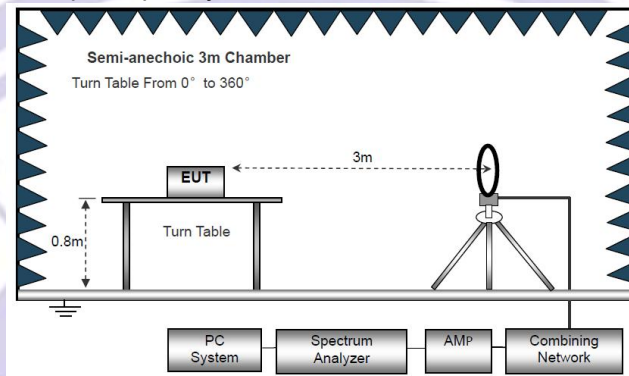 Semi-anechoic 3m Chamber
Turn Table From 0° to 360°
3m
EUT
0.8m
Turn Table
PC
System
Spectrum
Analyzer
AMP
Combining
Network